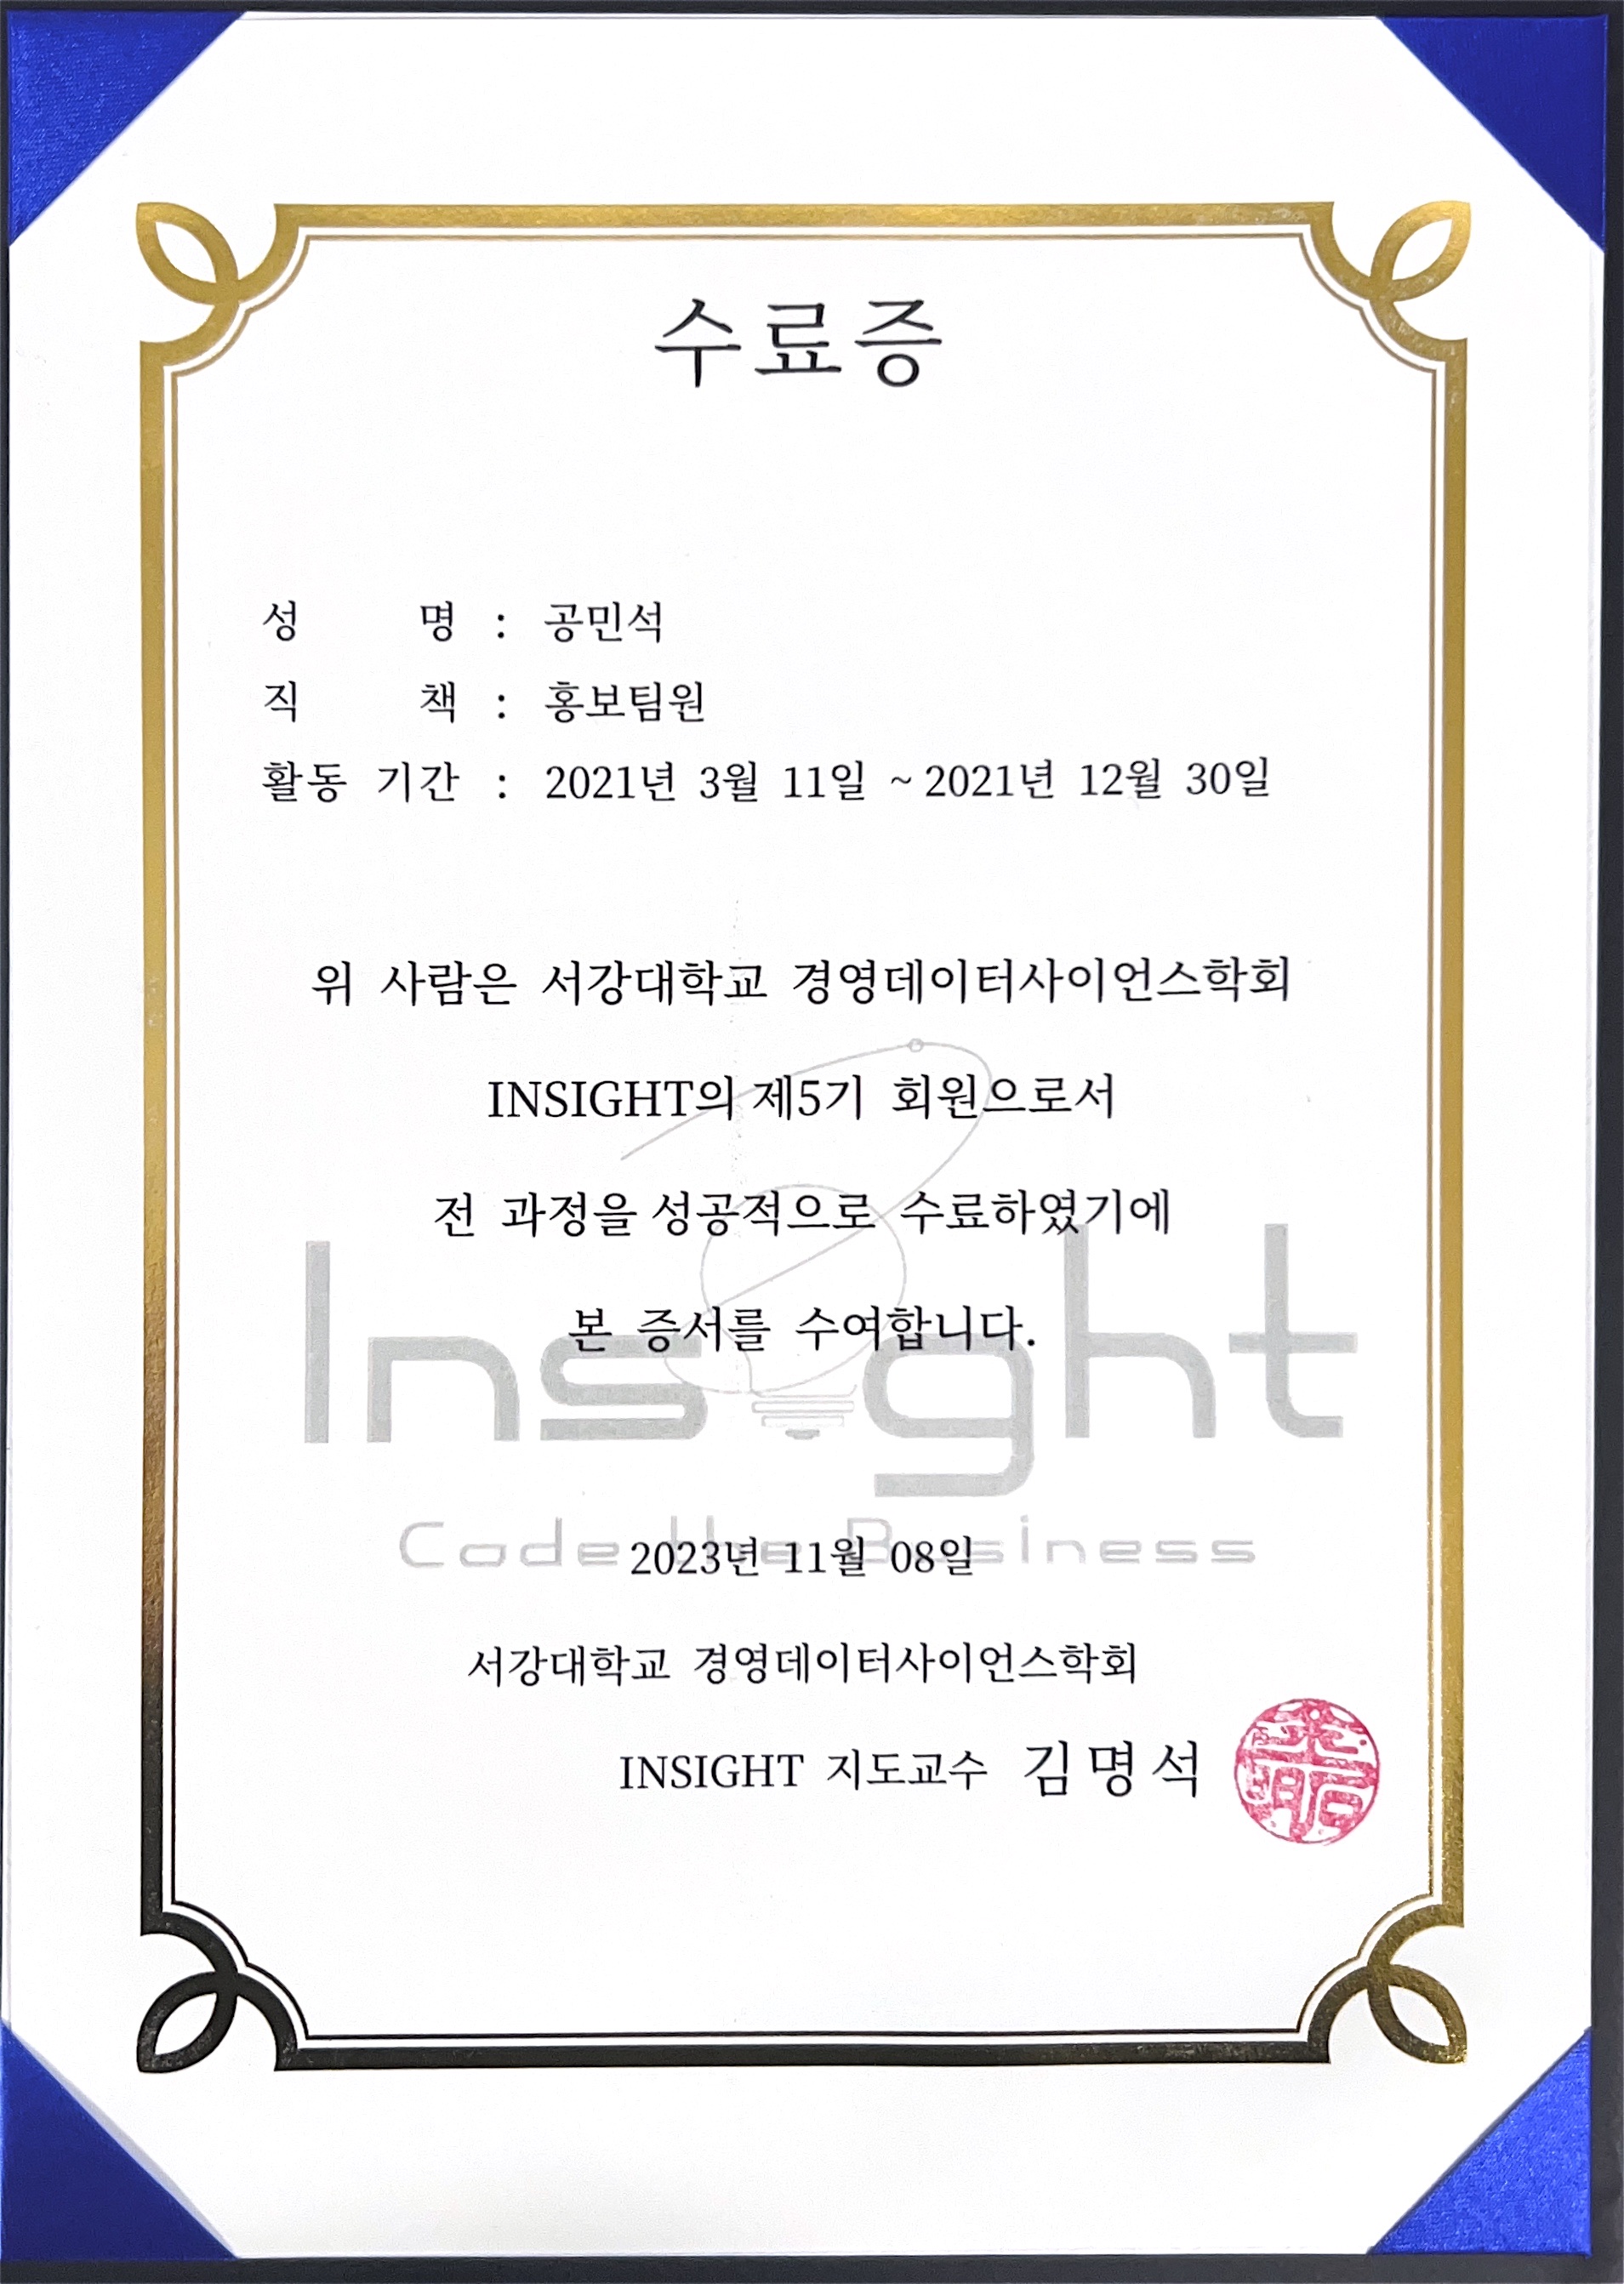 수료증
성 명 : 공민석
직 책 : 홍보팀원
활동 기간 : 2021년 3월 11일 ~ 2021년 12월 30일
위 사람은 서강대학교 경영데이터사이언스학회
INSIGHT의 제5기 회원으로서
전 과정을 성공적으로 수료하였기에
본 증서를 수여합니다.
Insight
Code the Business
2023년 11월 08일
서강대학교 경영데이터사이언스학회
INSIGHT 지도교수 김명석